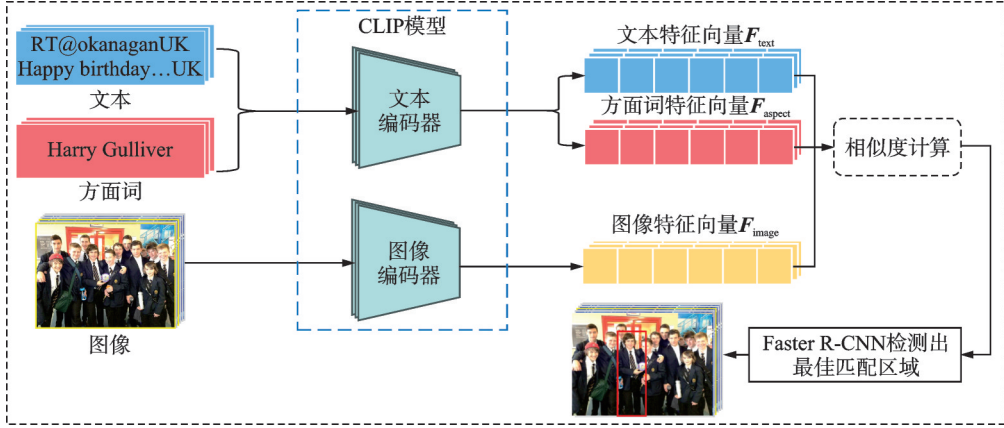 CLIP模型
RT@okanaganUK
Happy birthday…UK
文本
Harry Gulliver
方面词
图像
文本
编码器
图像
编码器
文本特征向量F_text
方面词特征向量F_aspect
图像特征向量F_image
相似度计算
Faster R-CNN检测出
最佳匹配区域